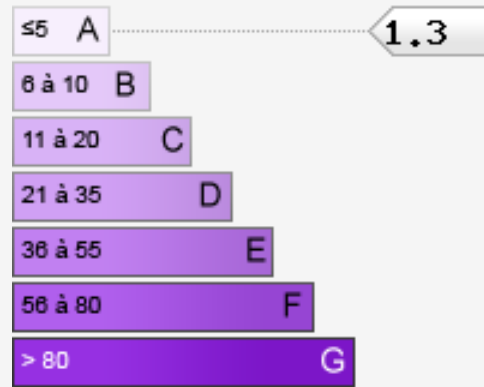 ≤5 A 1.3
6 à 10 B
11 à 20 C
21 à 35 D
36 à 55 E
56 à 80 F
> 80 G